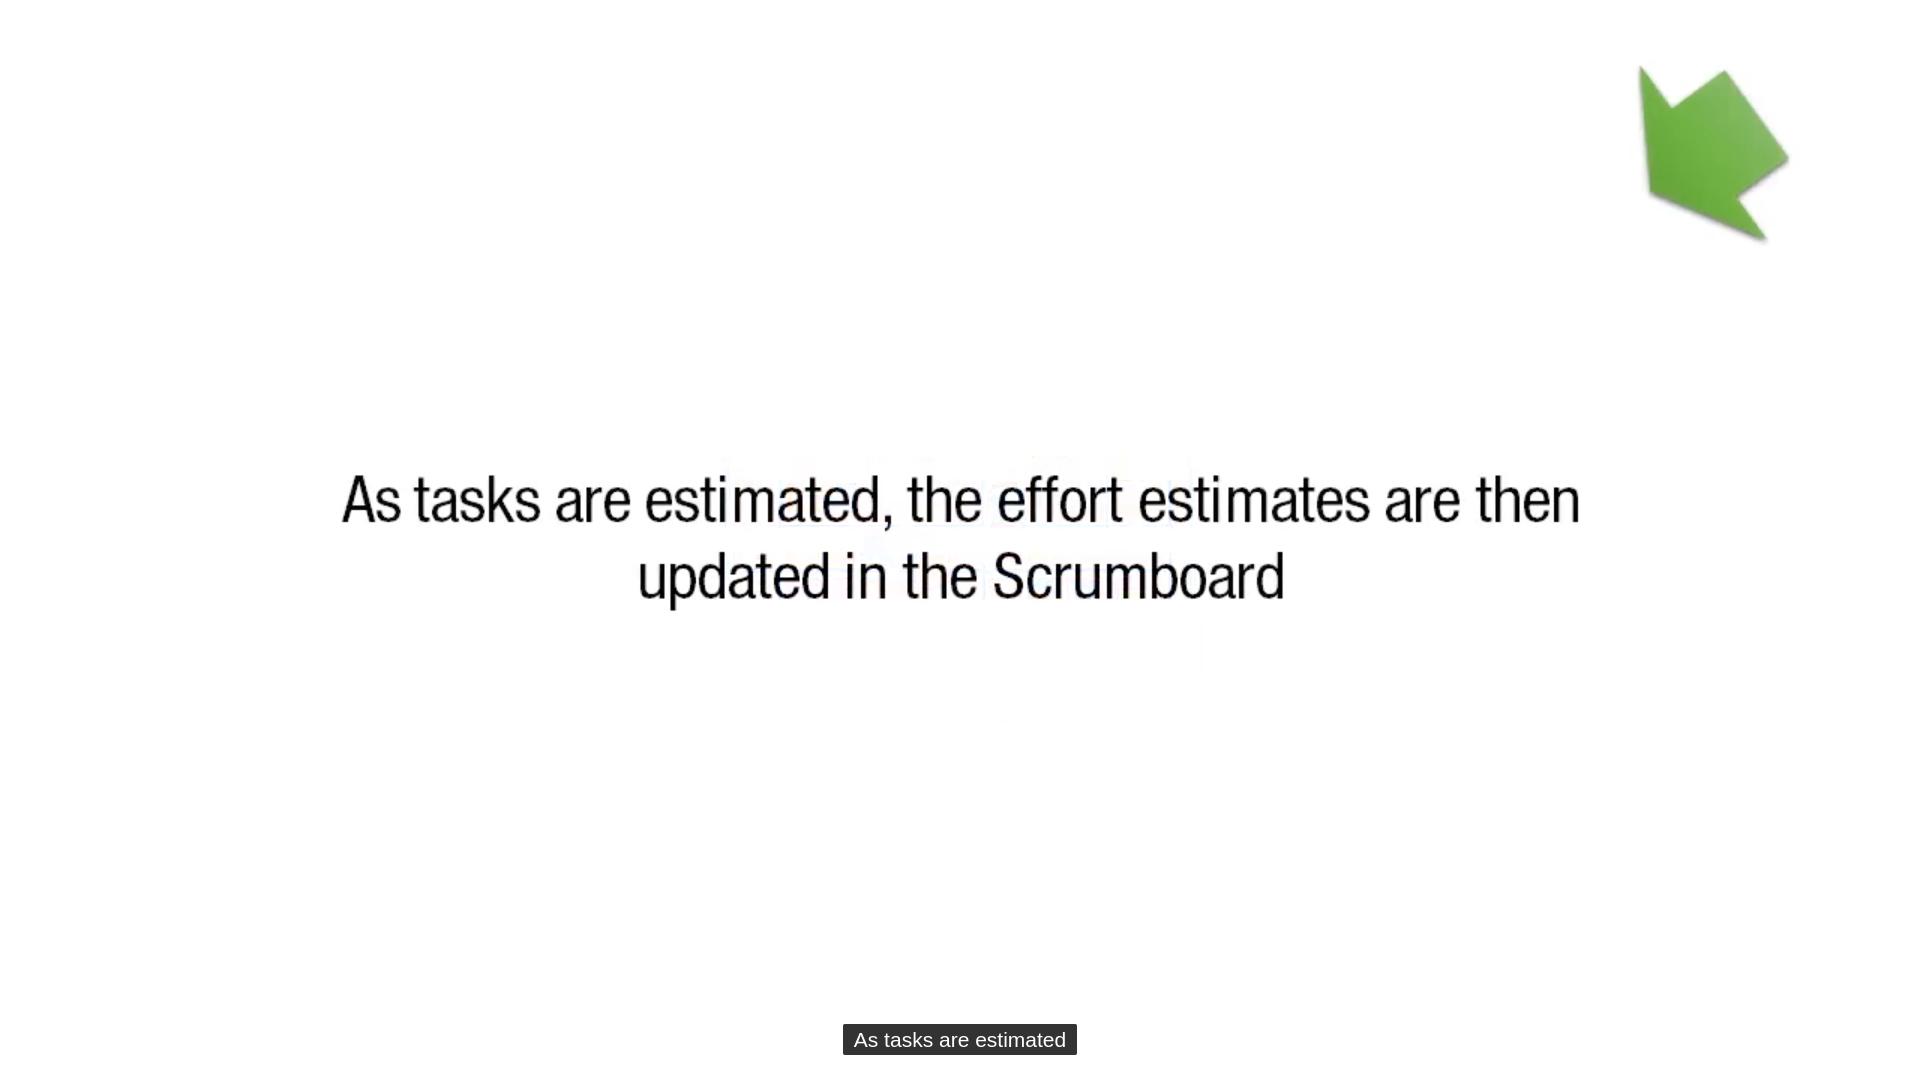 As tasks are estimated, the effort estimates are then
updated in the Scrumboard
As tasks are estimated